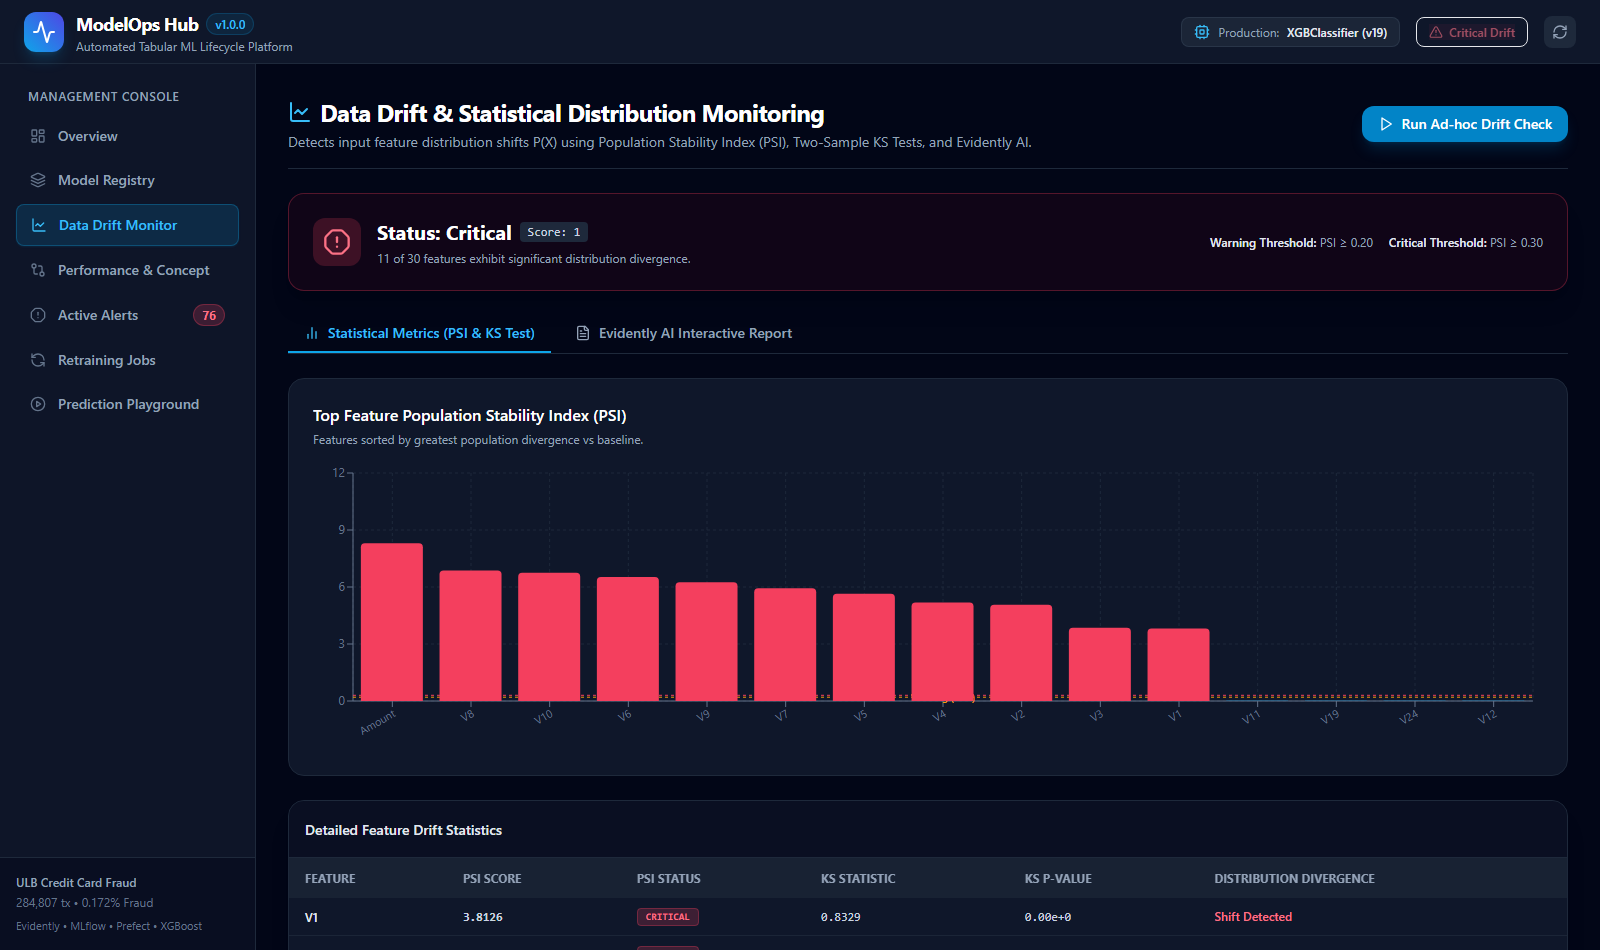 ModelOps Hub v1.0.0
Automated Tabular ML Lifecycle Platform
Production: XGBClassifier (v19)
Critical Drift
MANAGEMENT CONSOLE
Overview
Model Registry
Data Drift Monitor
Performance & Concept
Active Alerts 76
Retraining Jobs
Prediction Playground
ULB Credit Card Fraud
284,807 tx • 0.172% Fraud
Evidently • MLflow • Prefect • XGBoost
Data Drift & Statistical Distribution Monitoring
Detects input feature distribution shifts P(X) using Population Stability Index (PSI), Two-Sample KS Tests, and Evidently AI.
Run Ad-hoc Drift Check
Status: Critical Score: 1
11 of 30 features exhibit significant distribution divergence.
Warning Threshold: PSI ≥ 0.20 Critical Threshold: PSI ≥ 0.30
Statistical Metrics (PSI & KS Test) Evidently AI Interactive Report
Top Feature Population Stability Index (PSI)
Features sorted by greatest population divergence vs baseline.
12
9
6
3
0
Amount V8 V10 V6 V9 V7 V5 V4 V2 V3 V1 V11 V19 V24 V12
Detailed Feature Drift Statistics
FEATURE PSI SCORE PSI STATUS KS STATISTIC KS P-VALUE DISTRIBUTION DIVERGENCE
V1 3.8126 CRITICAL 0.8329 0.00e+0 Shift Detected